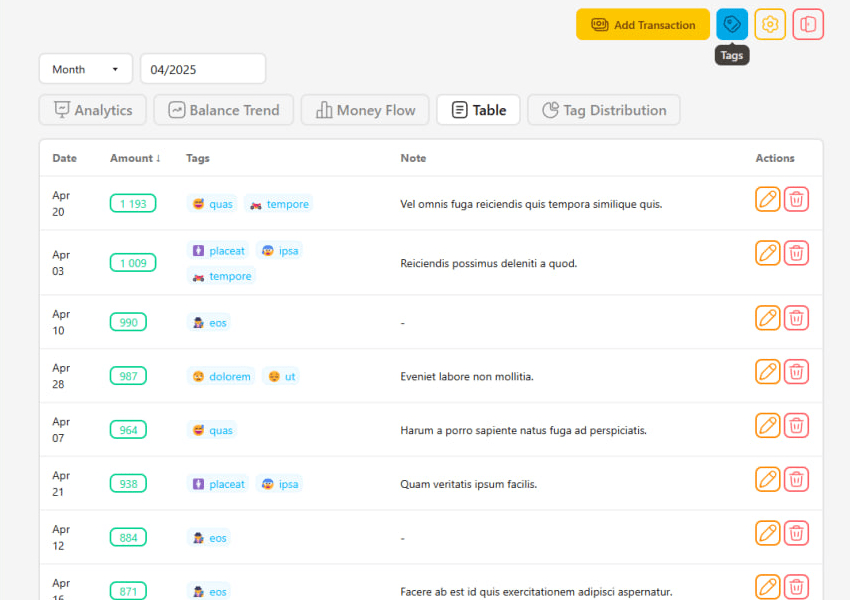 Add Transaction
Tags
Month 04/2025
Analytics Balance Trend Money Flow Table Tag Distribution
Date Amount ↓ Tags Note Actions
Apr 20 1 193 quas tempore Vel omnis fuga reiciendis quis tempora similique quis.
Apr 03 1 009 placeat ipsa tempore Reiciendis possimus deleniti a quod.
Apr 10 990 eos -
Apr 28 987 dolorem ut Eveniet labore non mollitia.
Apr 07 964 quas Harum a porro sapiente natus fuga ad perspiciatis.
Apr 21 938 placeat ipsa Quam veritatis ipsum facilis.
Apr 12 884 eos -
Apr 16 871 eos Facere ab est id quis exercitationem adipisci aspernatur.